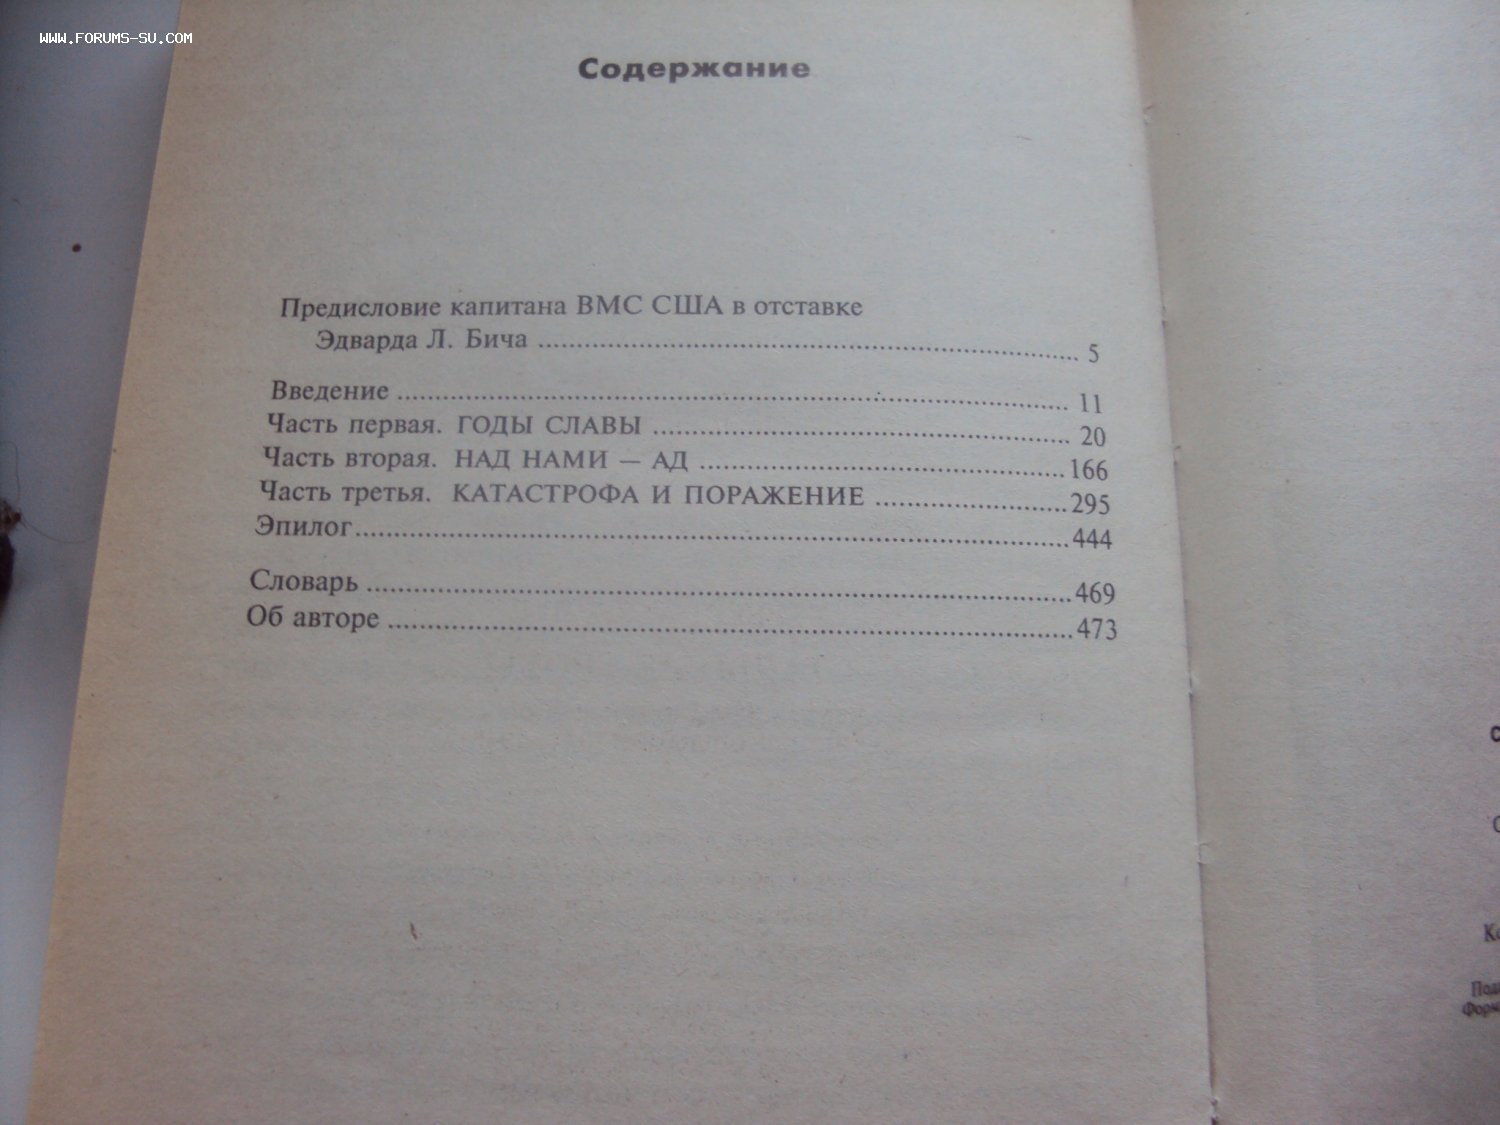 WWW.FORUMS-SU.COM
Содержание
Предисловие капитана ВМС США в отставке
Эдварда Л. Бича ........ 5
Введение ........ 11
Часть первая. ГОДЫ СЛАВЫ ........ 20
Часть вторая. НАД НАМИ — АД ........ 166
Часть третья. КАТАСТРОФА И ПОРАЖЕНИЕ ........ 295
Эпилог ........ 444
Словарь ........ 469
Об авторе ........ 473